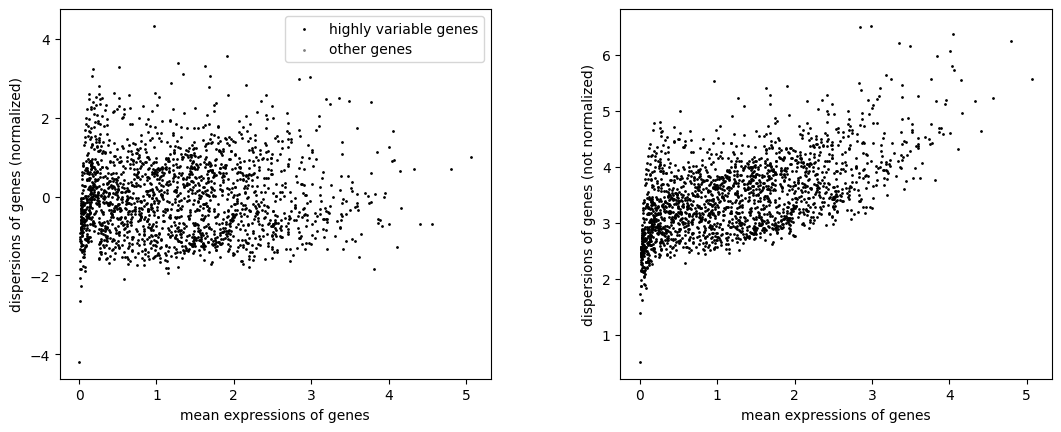 highly variable genes
other genes
dispersions of genes (normalized)
4
2
0
−2
−4
0 1 2 3 4 5
mean expressions of genes
dispersions of genes (not normalized)
6
5
4
3
2
1
0 1 2 3 4 5
mean expressions of genes